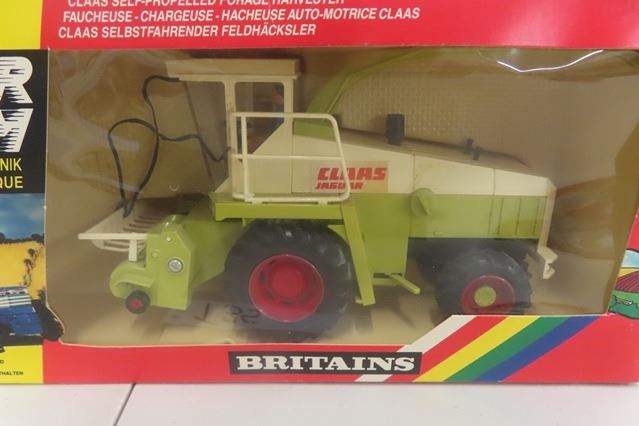 CLAAS SELF-PROPELLED FORAGE HARVESTER
FAUCHEUSE - CHARGEUSE - HACHEUSE AUTO-MOTRICE CLAAS
CLAAS SELBSTFAHRENDER FELDHÄCKSLER
NIK
QUE
CLAAS
JAGUAR
BRITAINS